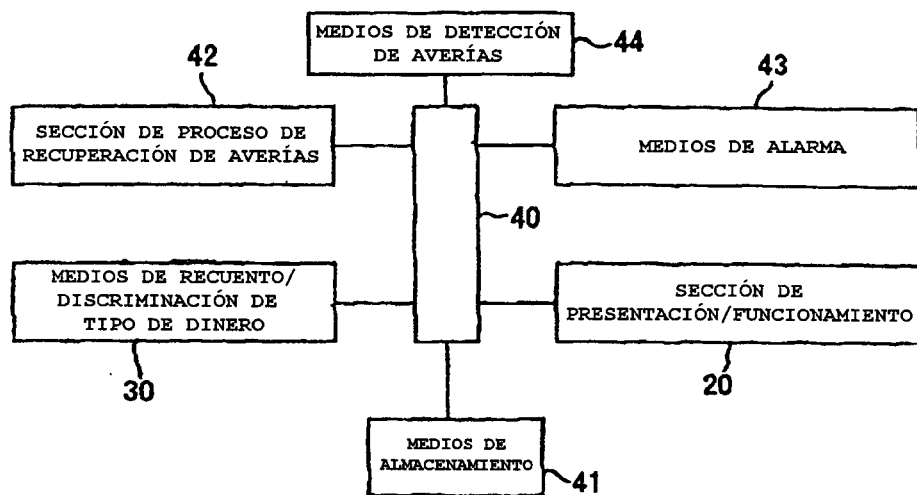 MEDIOS DE DETECCIÓN
DE AVERÍAS
44
42
43
SECCIÓN DE PROCESO DE
RECUPERACIÓN DE AVERÍAS
MEDIOS DE ALARMA
40
MEDIOS DE RECUENTO/
DISCRIMINACIÓN DE
TIPO DE DINERO
SECCIÓN DE
PRESENTACIÓN/FUNCIONAMIENTO
30
20
MEDIOS DE
ALMACENAMIENTO
41